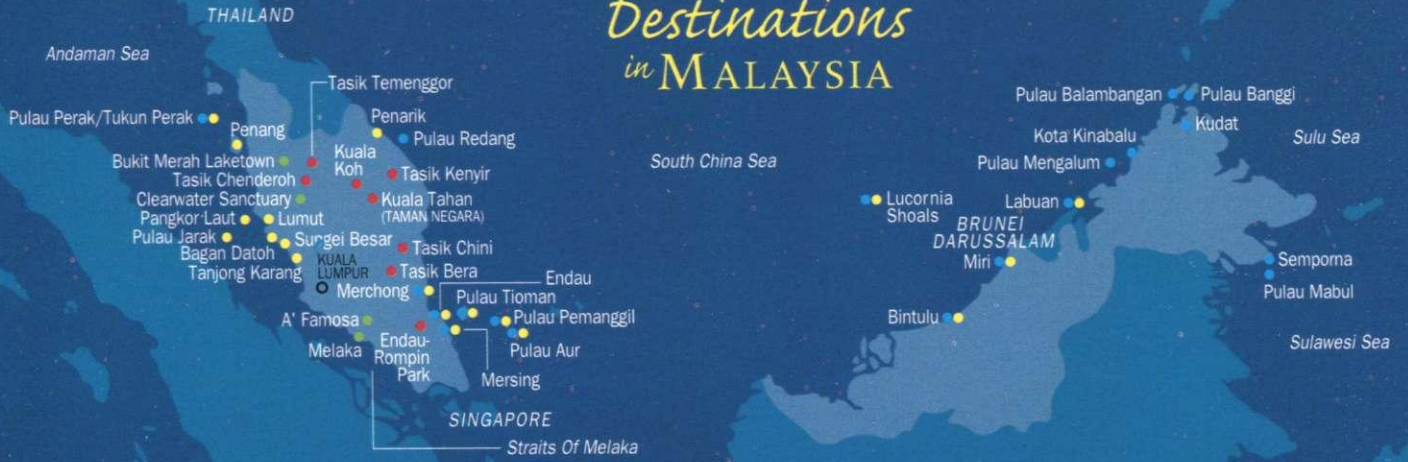 Destinations
in MALAYSIA
THAILAND
Andaman Sea
Tasik Temenggor
Pulau Perak/Tukun Perak
Penang
Penarik
Pulau Redang
Bukit Merah Laketown
Kuala
Koh
Tasik Chenderoh
Tasik Kenyir
Clearwater Sanctuary
Kuala Tahan
(TAMAN NEGARA)
Pangkor Laut
Lumut
Pulau Jarak
Sungei Besar
Bagan Datoh
Tasik Chini
Tanjong Karang
KUALA
LUMPUR
Tasik Bera
Merchong
Endau
Pulau Tioman
Pulau Pemanggil
A' Famosa
Melaka
Endau-
Rompin
Park
Pulau Aur
Mersing
SINGAPORE
Straits Of Melaka
South China Sea
Pulau Balambangan
Pulau Banggi
Kudat
Kota Kinabalu
Sulu Sea
Pulau Mengalum
Lucornia
Shoals
Labuan
BRUNEI
DARUSSALAM
Miri
Semporna
Pulau Mabul
Bintulu
Sulawesi Sea